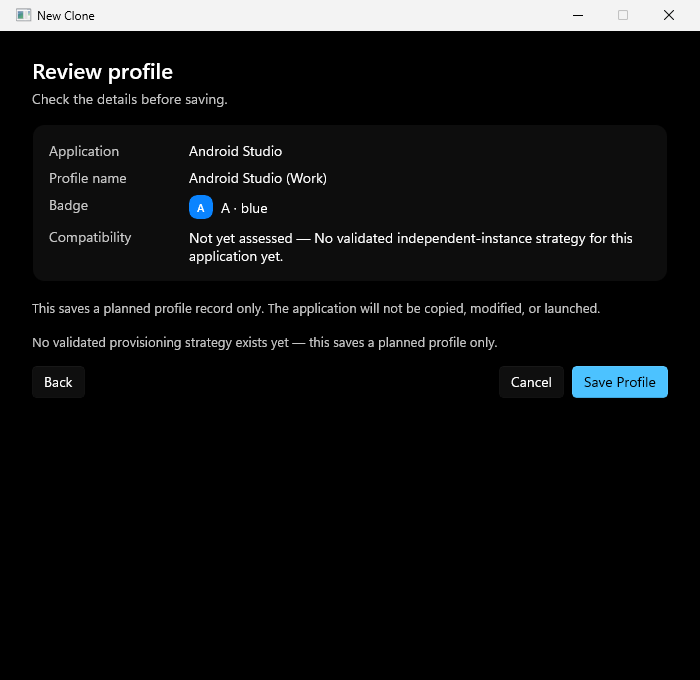 New Clone
Review profile
Check the details before saving.
Application Android Studio
Profile name Android Studio (Work)
Badge A A · blue
Compatibility Not yet assessed — No validated independent-instance strategy for this
application yet.
This saves a planned profile record only. The application will not be copied, modified, or launched.
No validated provisioning strategy exists yet — this saves a planned profile only.
Back Cancel Save Profile